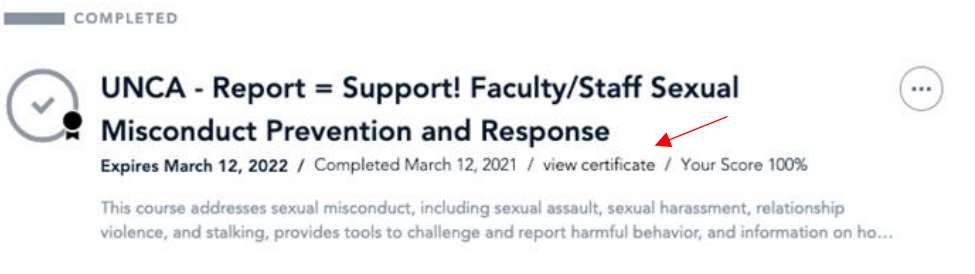 COMPLETED
UNCA - Report = Support! Faculty/Staff Sexual
Misconduct Prevention and Response
Expires March 12, 2022 / Completed March 12, 2021 / view certificate / Your Score 100%
This course addresses sexual misconduct, including sexual assault, sexual harassment, relationship
violence, and stalking, provides tools to challenge and report harmful behavior, and information on ho...